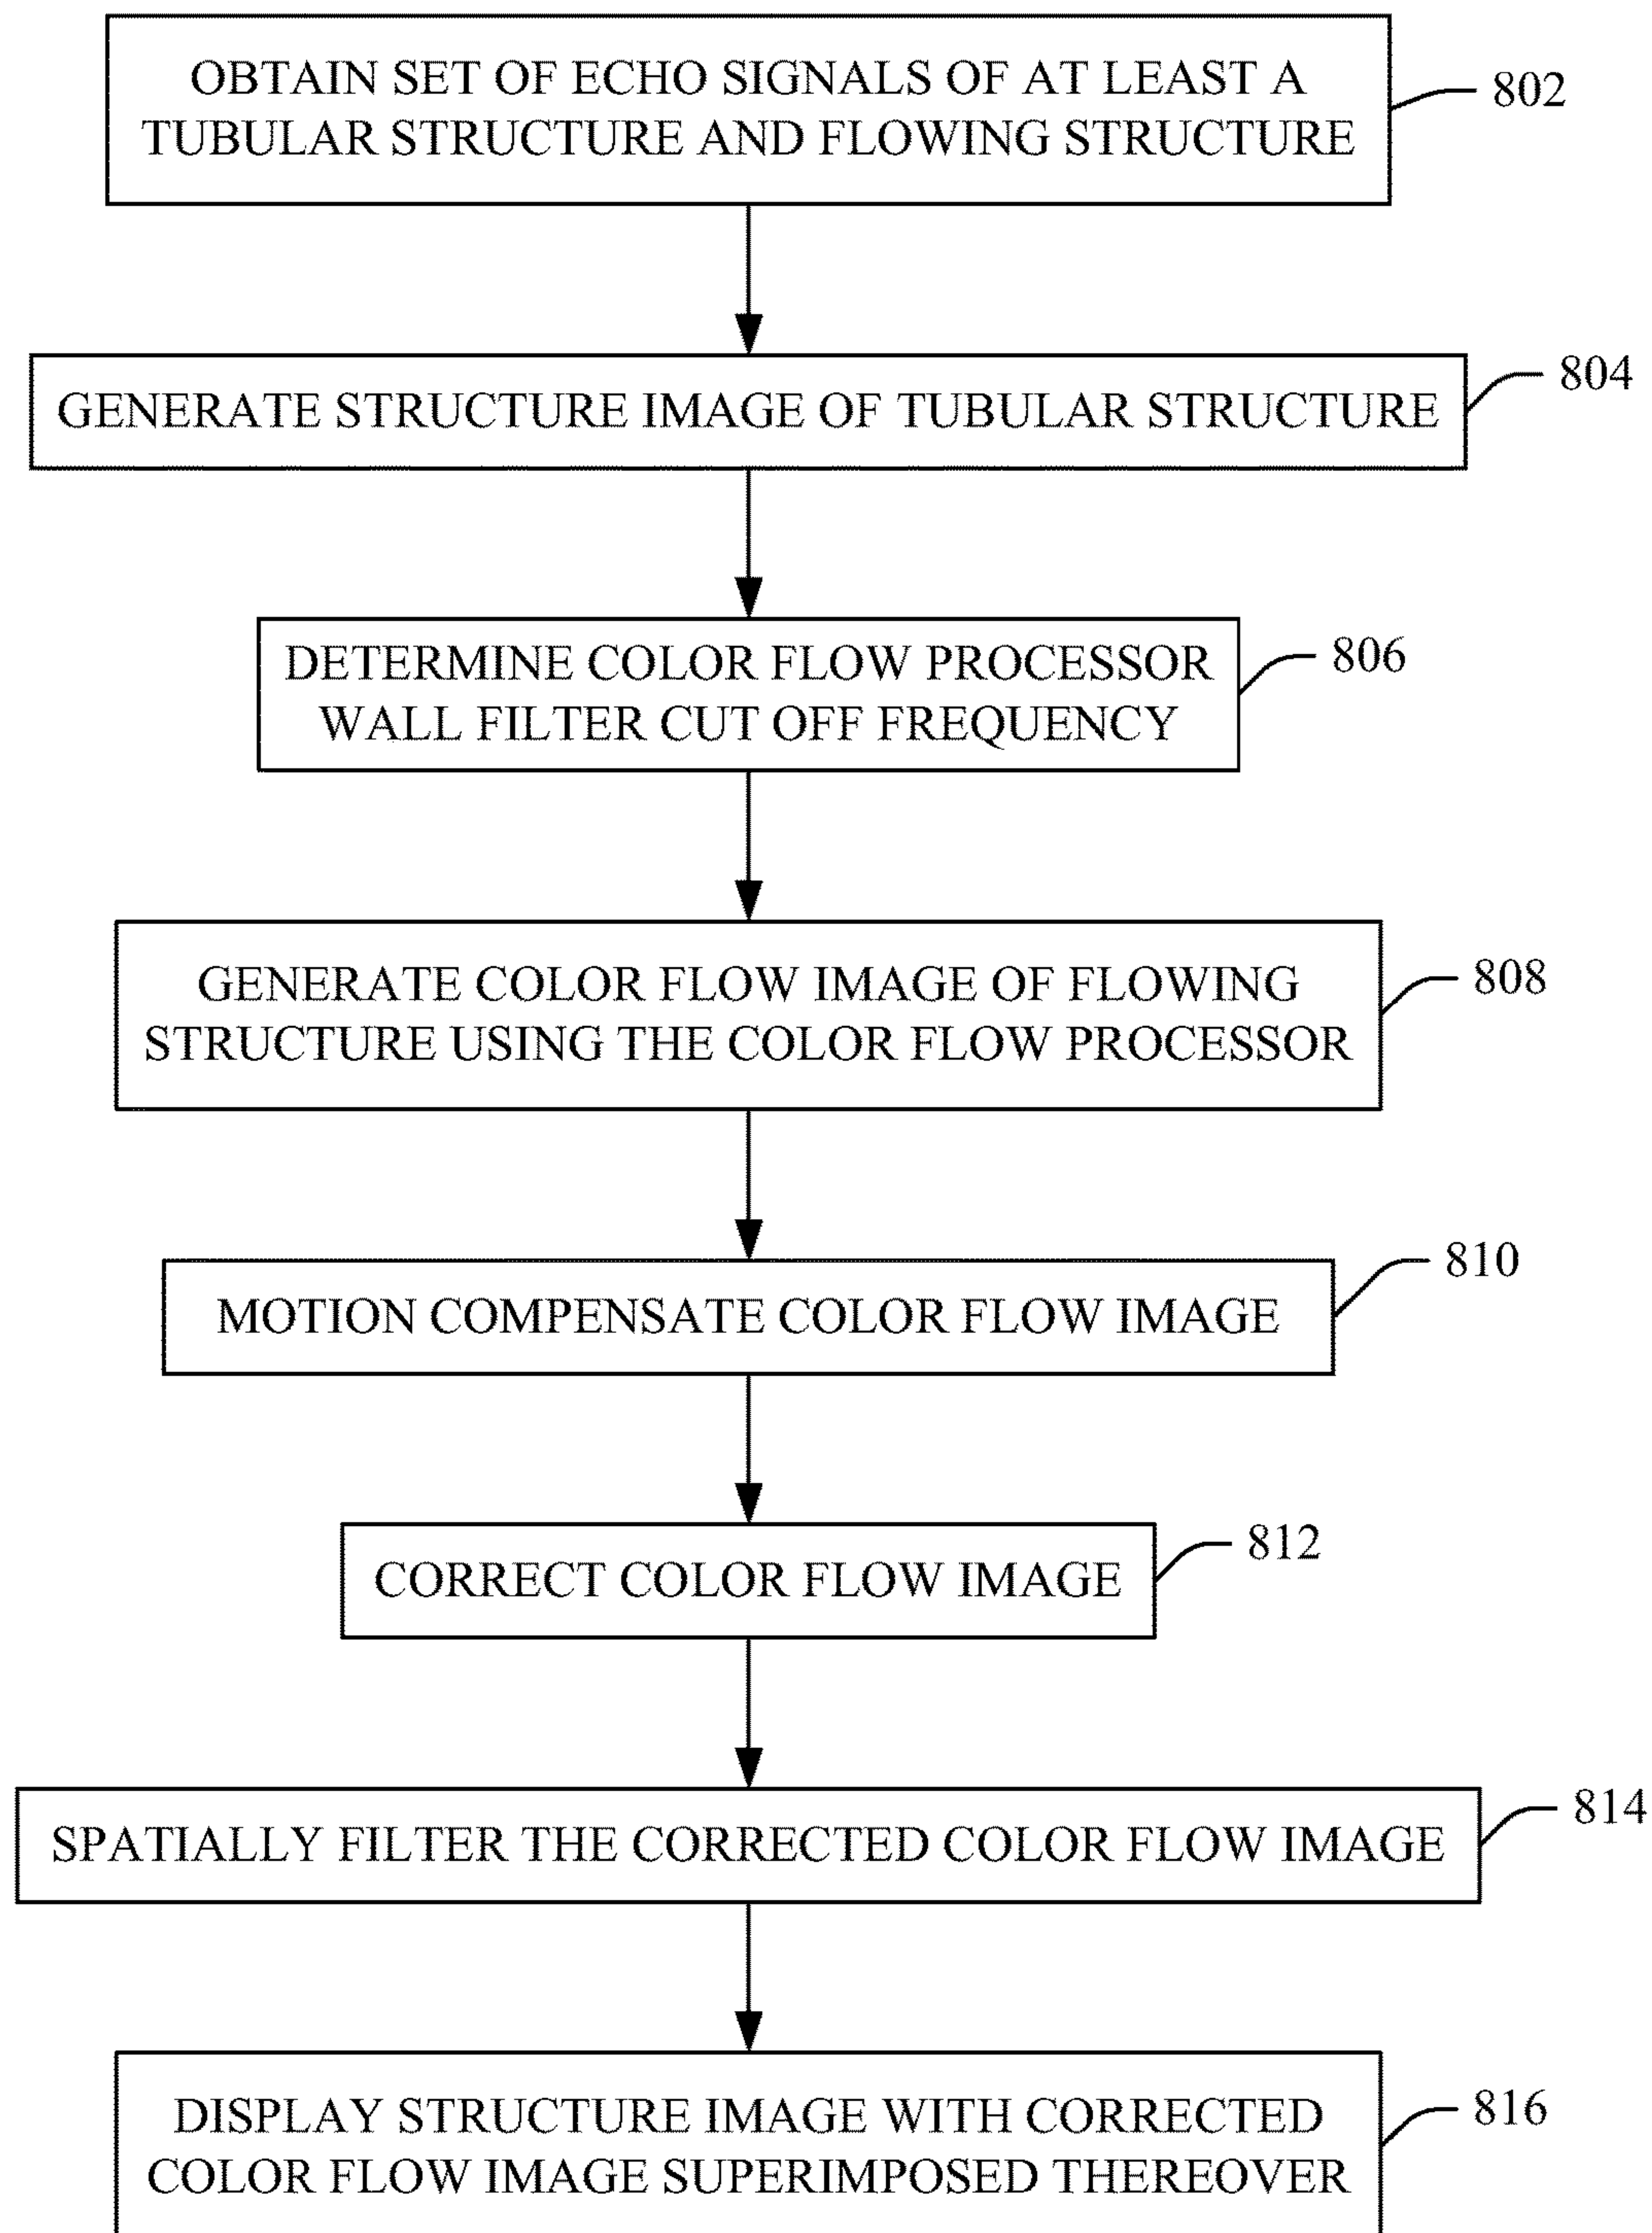 OBTAIN SET OF ECHO SIGNALS OF AT LEAST A
TUBULAR STRUCTURE AND FLOWING STRUCTURE
802
GENERATE STRUCTURE IMAGE OF TUBULAR STRUCTURE
804
DETERMINE COLOR FLOW PROCESSOR
WALL FILTER CUT OFF FREQUENCY
806
GENERATE COLOR FLOW IMAGE OF FLOWING
STRUCTURE USING THE COLOR FLOW PROCESSOR
808
MOTION COMPENSATE COLOR FLOW IMAGE
810
CORRECT COLOR FLOW IMAGE
812
SPATIALLY FILTER THE CORRECTED COLOR FLOW IMAGE
814
DISPLAY STRUCTURE IMAGE WITH CORRECTED
COLOR FLOW IMAGE SUPERIMPOSED THEREOVER
816